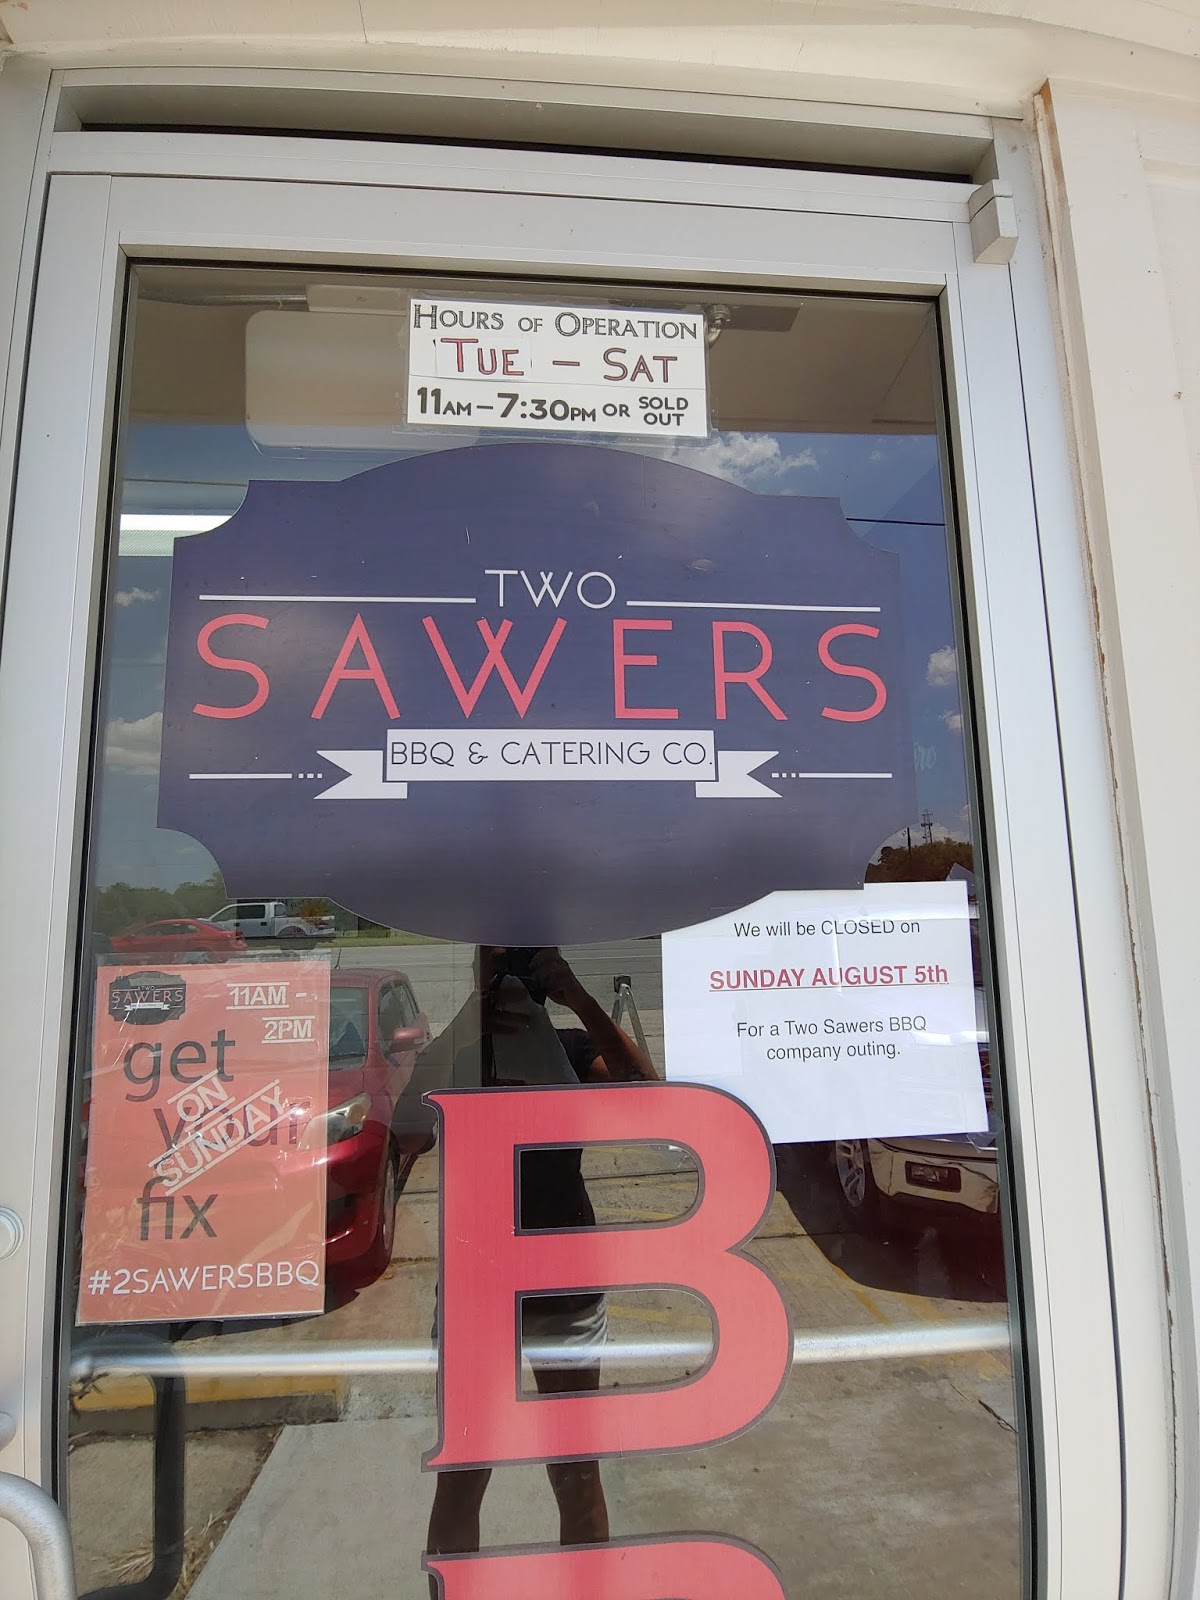 HOURS OF OPERATION
TUE – SAT
11AM – 7:30PM OR SOLD OUT
TWO
SAWERS
BBQ & CATERING CO.
We will be CLOSED on
SUNDAY AUGUST 5th
For a Two Sawers BBQ
company outing.
TWO
SAWERS
11AM -
2PM
get
your
fix
ON
SUNDAY
#2SAWERSBBQ
B